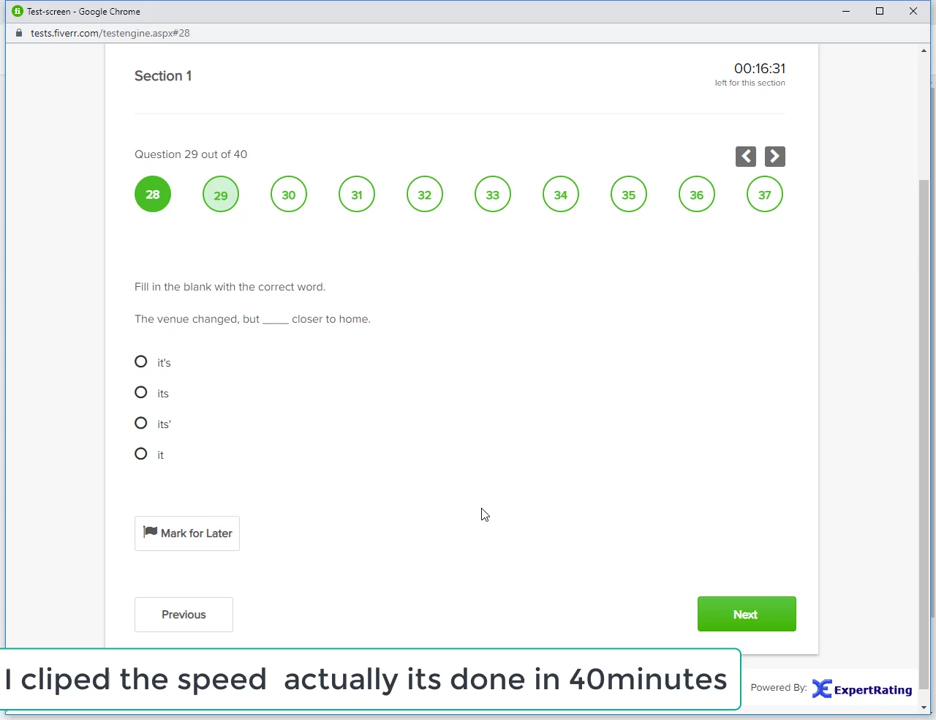 Test-screen - Google Chrome
tests.fiverr.com/testengine.aspx#28
Section 1
00:16:31
left for this section
Question 29 out of 40
28 29 30 31 32 33 34 35 36 37
Fill in the blank with the correct word.
The venue changed, but ____ closer to home.
it's
its
its'
it
Mark for Later
Previous
Next
I cliped the speed actually its done in 40minutes
Powered By: ExpertRating